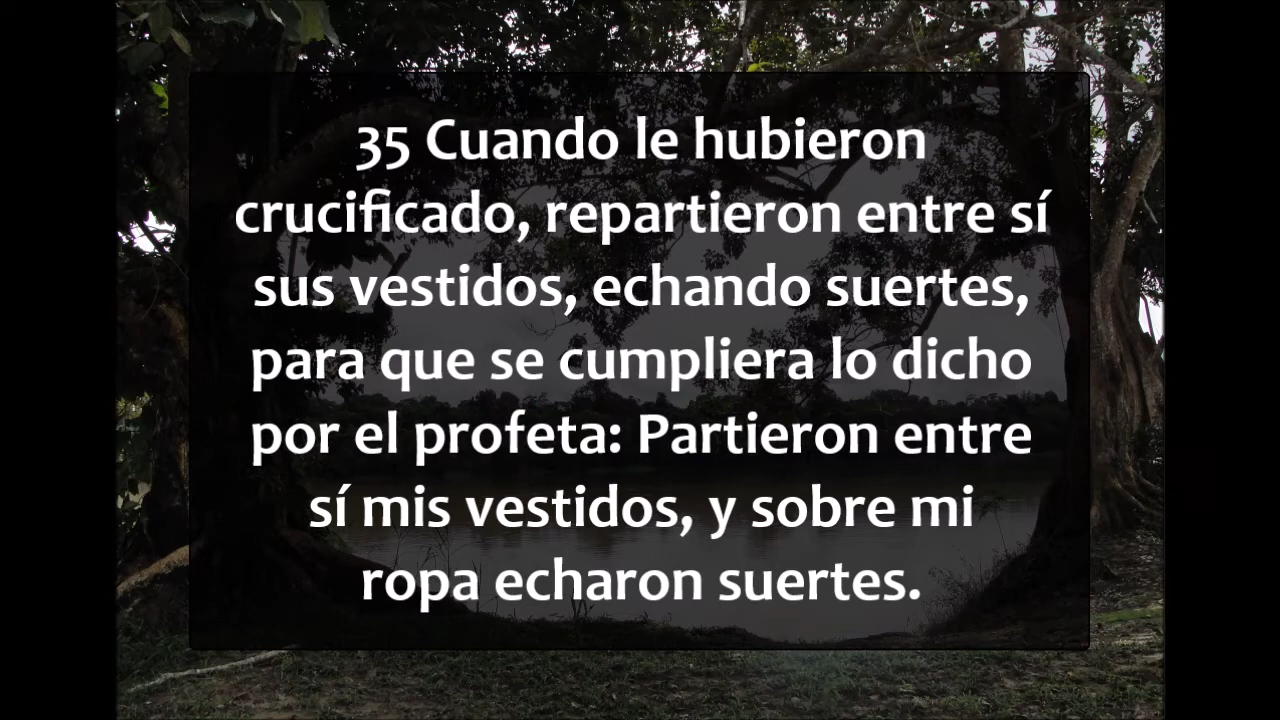 35 Cuando le hubieron
crucificado, repartieron entre sí
sus vestidos, echando suertes,
para que se cumpliera lo dicho
por el profeta: Partieron entre
sí mis vestidos, y sobre mi
ropa echaron suertes.